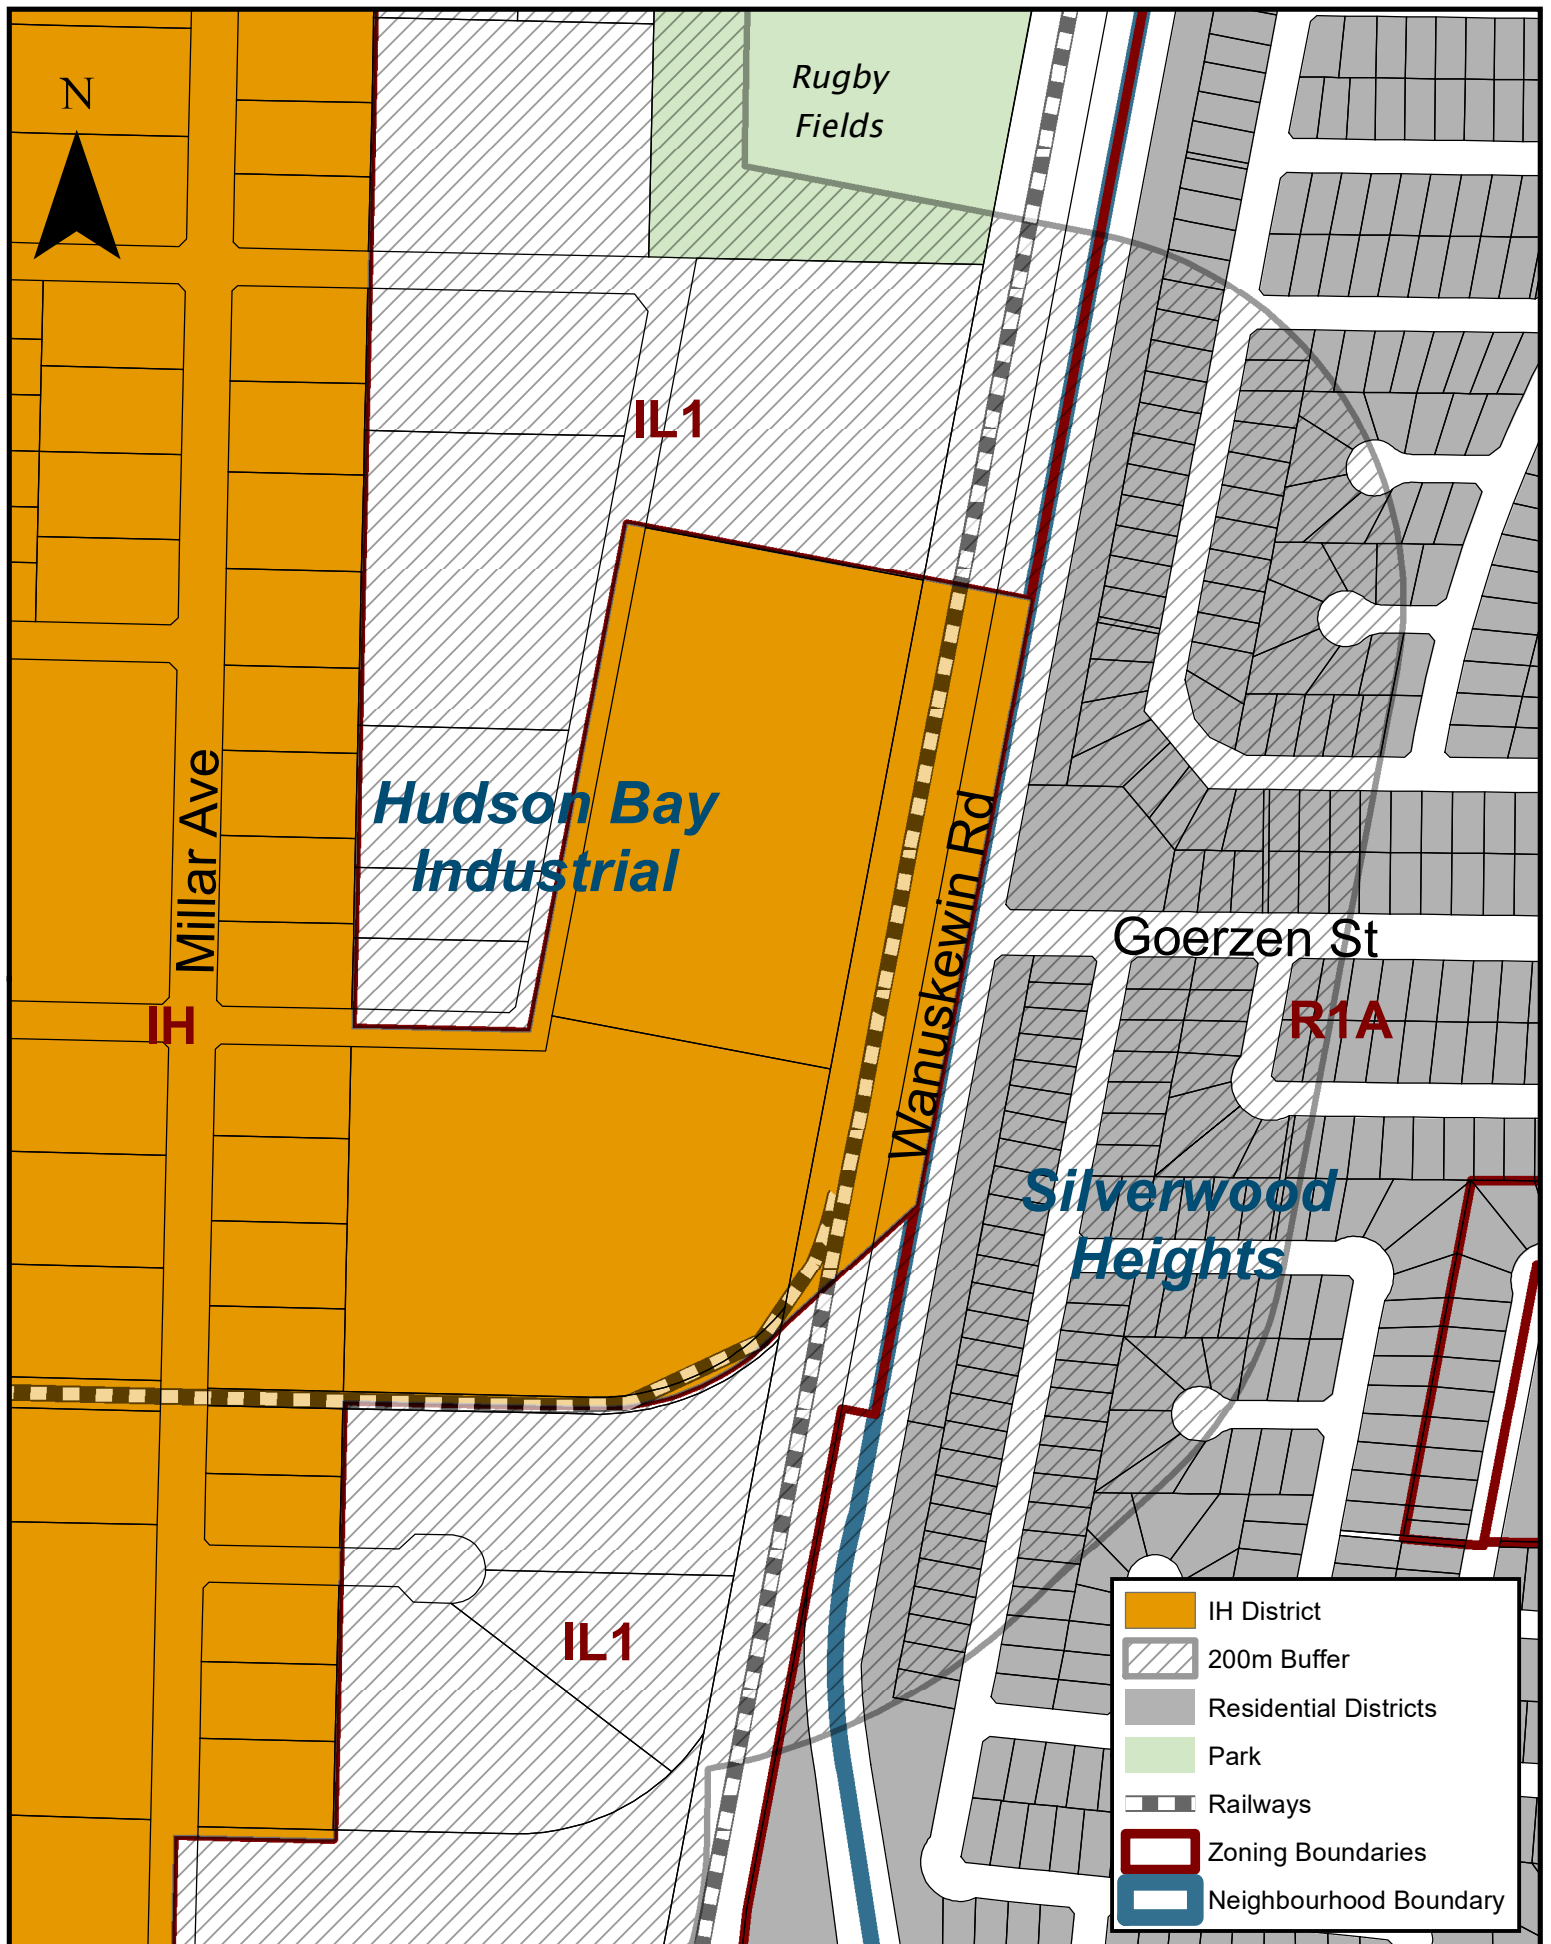 N
Rugby
Fields
IL1
Hudson Bay
Industrial
Millar Ave
Wanuskewin Rd
Goerzen St
IH
R1A
Silverwood
Heights
IL1
IH District
200m Buffer
Residential Districts
Park
Railways
Zoning Boundaries
Neighbourhood Boundary